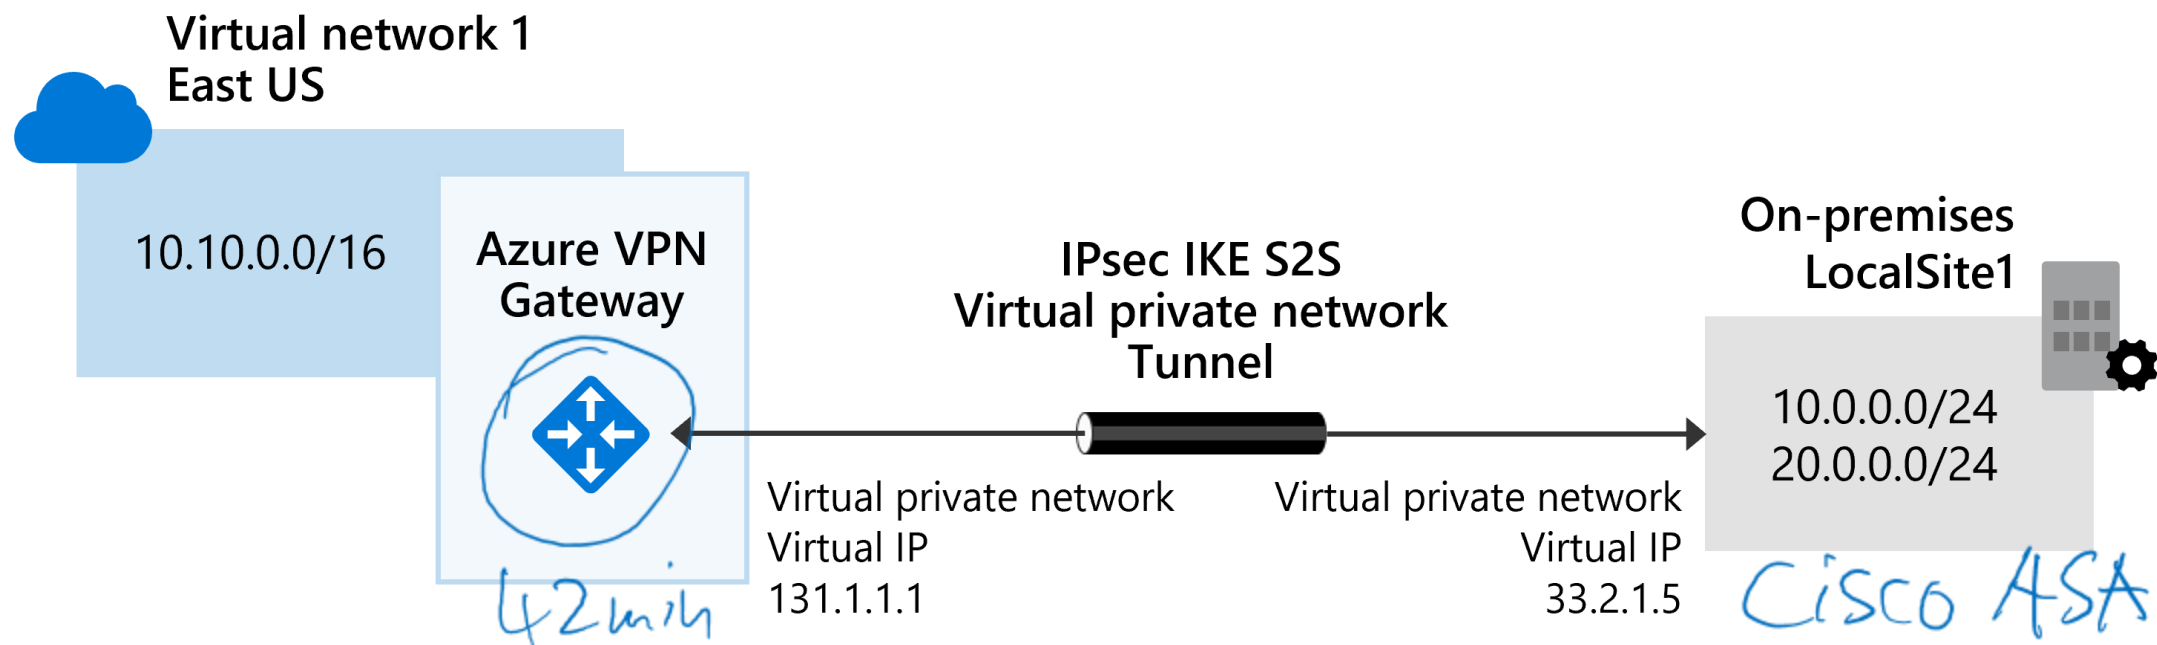 Virtual network 1
East US
10.10.0.0/16
Azure VPN
Gateway
42min
IPsec IKE S2S
Virtual private network
Tunnel
Virtual private network
Virtual IP
131.1.1.1
Virtual private network
Virtual IP
33.2.1.5
On-premises
LocalSite1
10.0.0.0/24
20.0.0.0/24
Cisco ASA